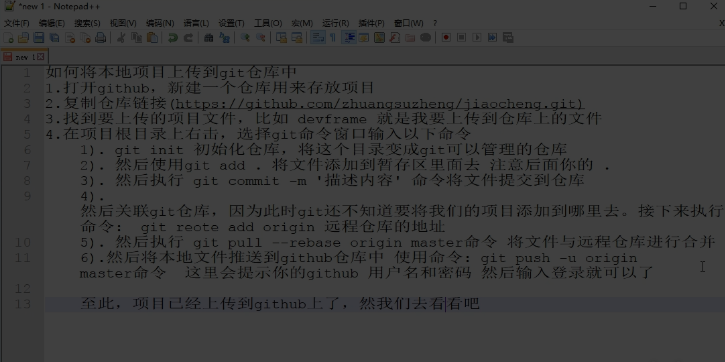 *new 1 - Notepad++
文件(F) 编辑(E) 搜索(S) 视图(V) 编码(N) 语言(L) 设置(T) 工具(O) 宏(M) 运行(R) 插件(P) 窗口(W) ?
new 1
1 如何将本地项目上传到git仓库中
2 1.打开github，新建一个仓库用来存放项目
3 2.复制仓库链接(https://github.com/zhuangsuzheng/jiaocheng.git)
4 3.找到要上传的项目文件，比如 devframe 就是我要上传到仓库上的文件
5 4.在项目根目录上右击，选择git命令窗口输入以下命令
6 1). git init 初始化仓库，将这个目录变成git可以管理的仓库
7 2). 然后使用git add . 将文件添加到暂存区里面去 注意后面你的 .
8 3). 然后执行 git commit -m '描述内容' 命令将文件提交到仓库
9 4).
然后关联git仓库，因为此时git还不知道要将我们的项目添加到哪里去。接下来执行
命令: git reote add origin 远程仓库的地址
10 5). 然后执行 git pull --rebase origin master命令 将文件与远程仓库进行合并
11 6).然后将本地文件推送到github仓库中 使用命令：git push -u origin
master命令 这里会提示你的github 用户名和密码 然后输入登录就可以了
12
13 至此，项目已经上传到github上了，然我们去看看吧